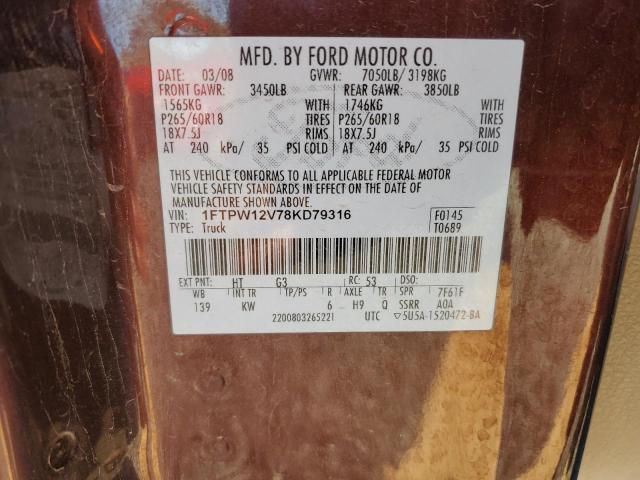 MFD. BY FORD MOTOR CO.
DATE: 03/08 GVWR: 7050LB/ 3198KG
FRONT GAWR: 3450LB REAR GAWR: 3850LB
1565KG WITH 1746KG WITH
P265/60R18 TIRES P265/60R18 TIRES
18X7.5J RIMS 18X7.5J RIMS
AT 240 kPa/ 35 PSI COLD AT 240 kPa/ 35 PSI COLD
THIS VEHICLE CONFORMS TO ALL APPLICABLE FEDERAL MOTOR
VEHICLE SAFETY STANDARDS IN EFFECT ON THE DATE OF
MANUFACTURE SHOWN ABOVE.
VIN: 1FTPW12V78KD79316 F0145
TYPE: Truck T0689
EXT PNT: HT G3 RC: 53 DSO:
WB INT TR TP/PS R AXLE TR SPR 7F61F
139 KW 6 H9 Q SSRR AOA
2200803265221 UTC ▽5U5A-1520472-BA